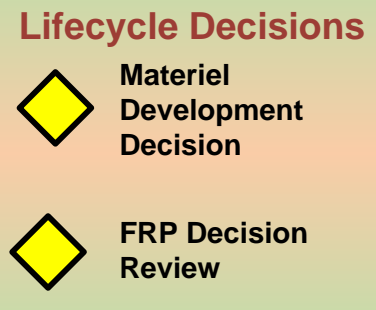 Lifecycle Decisions
Materiel
Development
Decision
FRP Decision
Review